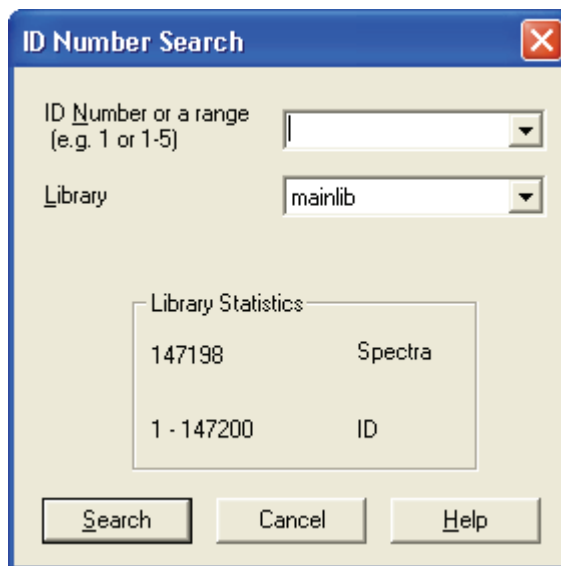 ID Number Search
ID Number or a range
(e.g. 1 or 1-5)
Library
mainlib
Library Statistics
147198 Spectra
1 - 147200 ID
Search Cancel Help